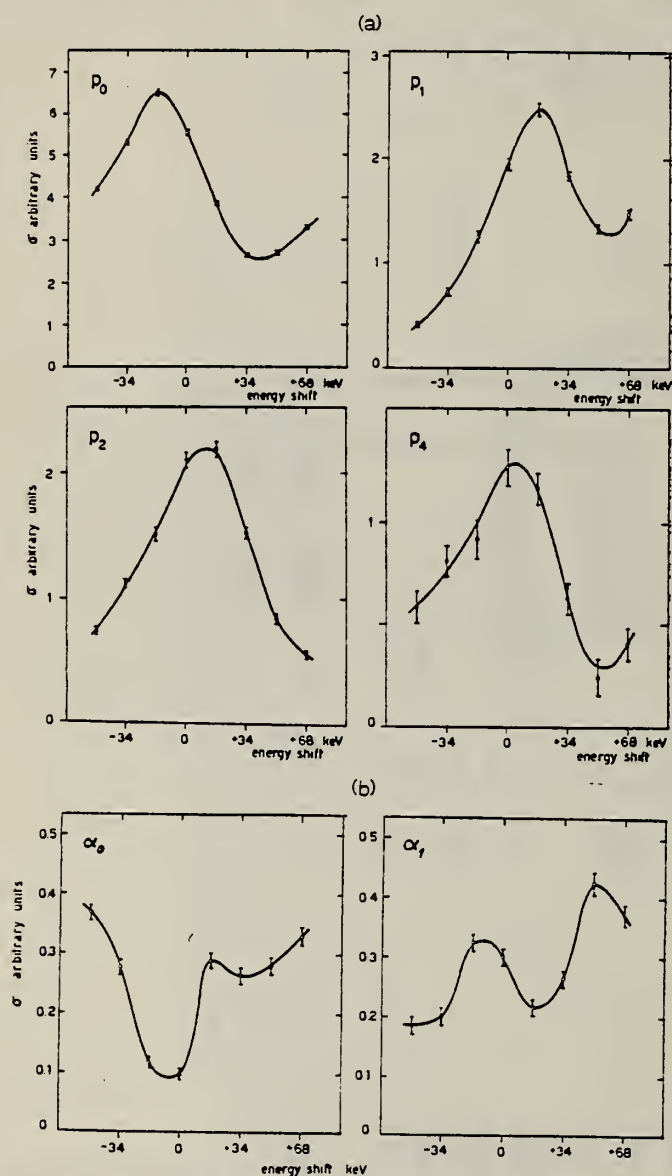 (a)
p0
7
6
5
4
3
2
1
0
σ arbitrary units
-34 0 +34 +68 keV
energy shift
p1
3
2
1
0
-34 0 +34 +68 keV
energy shift
p2
2
1
0
σ arbitrary units
-34 0 +34 +68 keV
energy shift
p4
1
0
-34 0 +34 +68 keV
energy shift
(b)
α0
0.5
0.4
0.3
0.2
0.1
0
σ arbitrary units
-34 0 +34 +68
energy shift keV
α1
0.5
0.4
0.3
0.2
0.1
0
-34 0 +34 +68